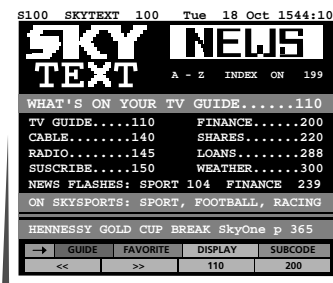 S100 SKYTEXT 100 Tue 18 Oct 1544:10
SKY NEWS
TEXT A - Z INDEX ON 199
WHAT'S ON YOUR TV GUIDE......110
TV GUIDE.....110 FINANCE......200
CABLE........140 SHARES.......220
RADIO........145 LOANS........288
SUSCRIBE.....150 WEATHER......300
NEWS FLASHES: SPORT 104 FINANCE 239
ON SKYSPORTS: SPORT, FOOTBALL, RACING
HENNESSY GOLD CUP BREAK SkyOne p 365
→ GUIDE FAVORITE DISPLAY SUBCODE
<< >> 110 200